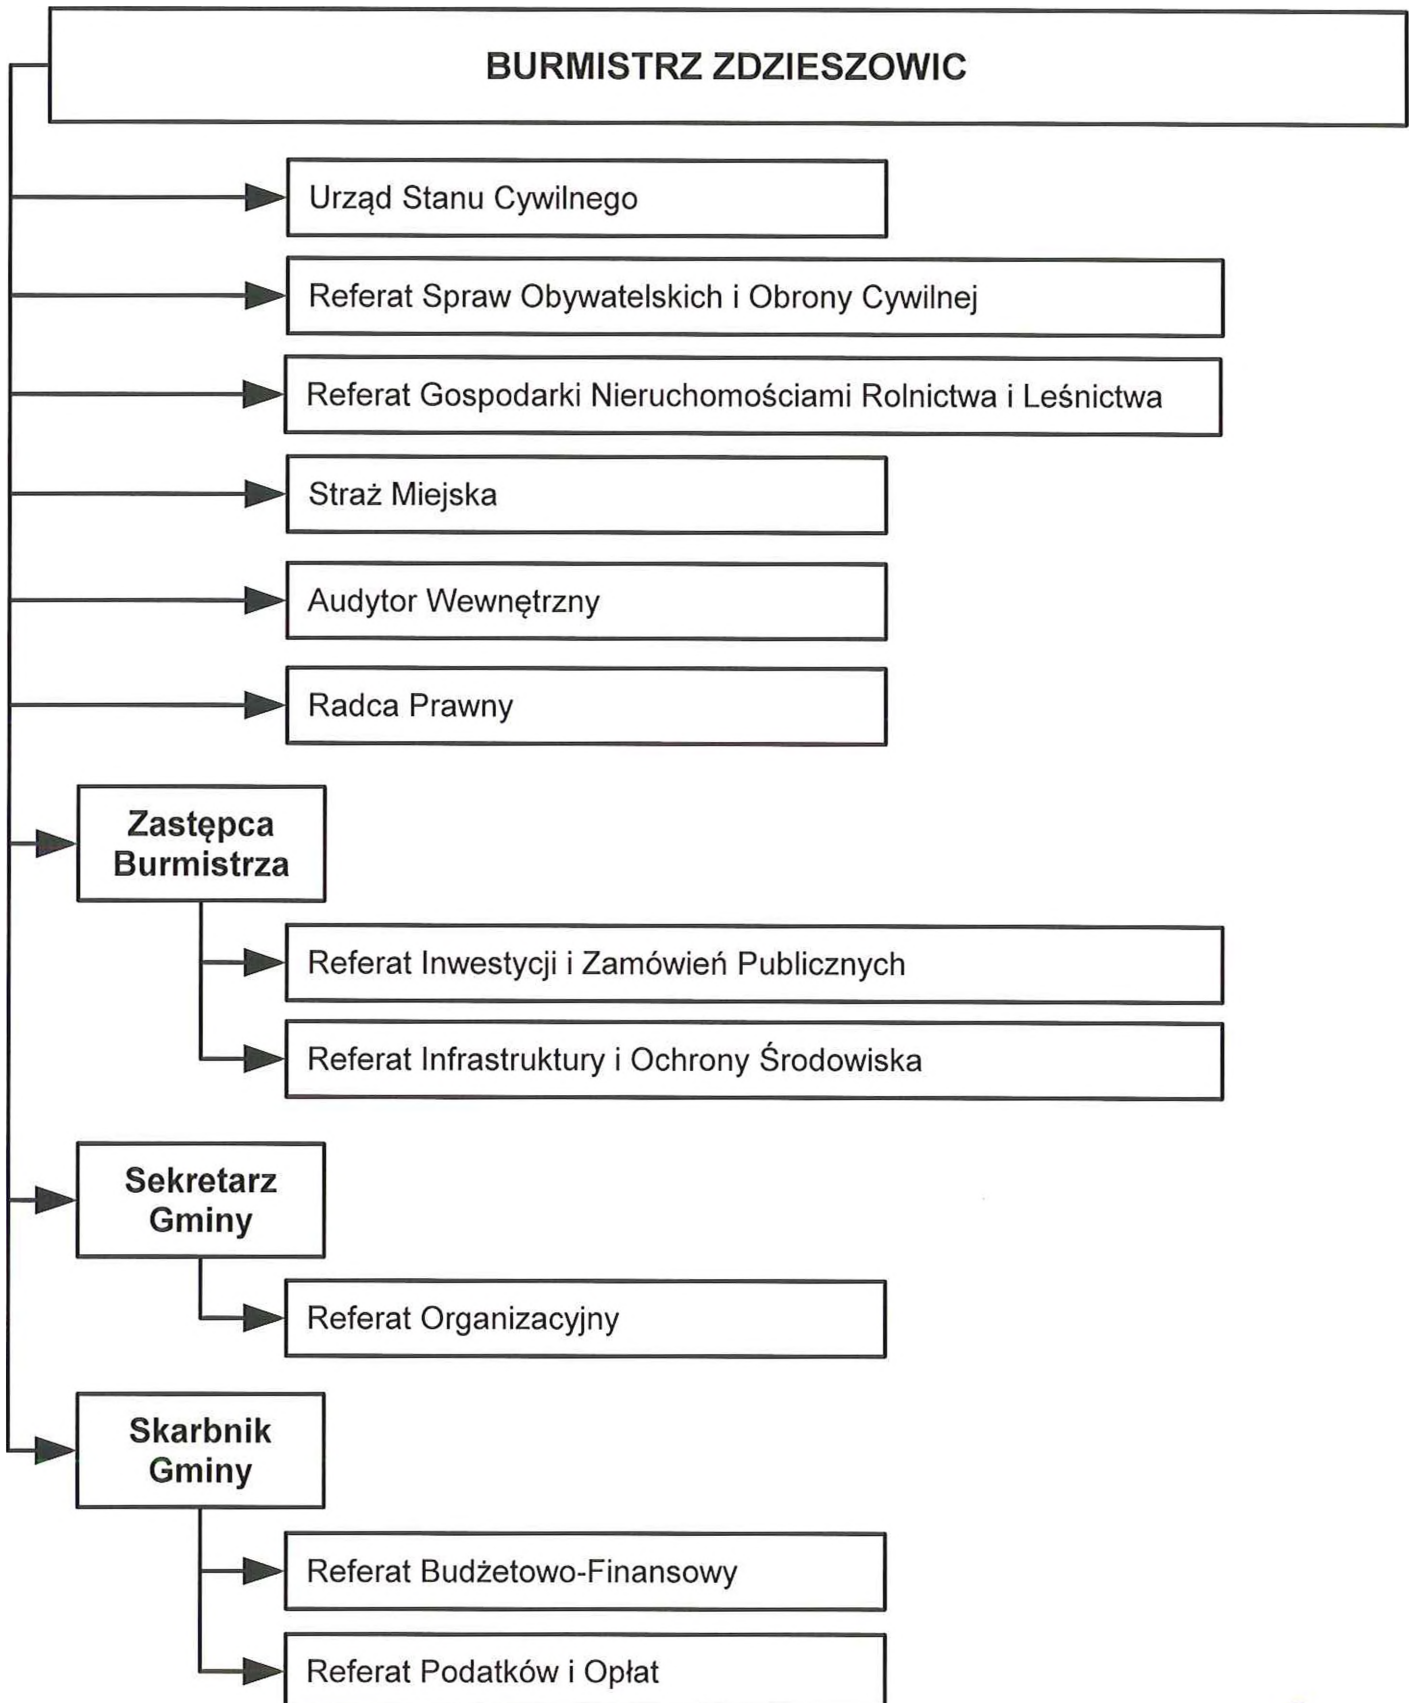 BURMISTRZ ZDZIESZOWIC
Urząd Stanu Cywilnego
Referat Spraw Obywatelskich i Obrony Cywilnej
Referat Gospodarki Nieruchomościami Rolnictwa i Leśnictwa
Straż Miejska
Audytor Wewnętrzny
Radca Prawny
Zastępca
Burmistrza
Referat Inwestycji i Zamówień Publicznych
Referat Infrastruktury i Ochrony Środowiska
Sekretarz
Gminy
Referat Organizacyjny
Skarbnik
Gminy
Referat Budżetowo-Finansowy
Referat Podatków i Opłat